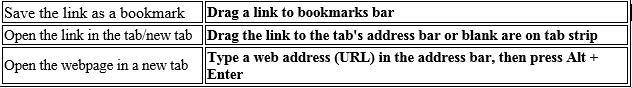 Save the link as a bookmark Drag a link to bookmarks bar
Open the link in the tab/new tab Drag the link to the tab's address bar or blank are on tab strip
Open the webpage in a new tab Type a web address (URL) in the address bar, then press Alt +
Enter